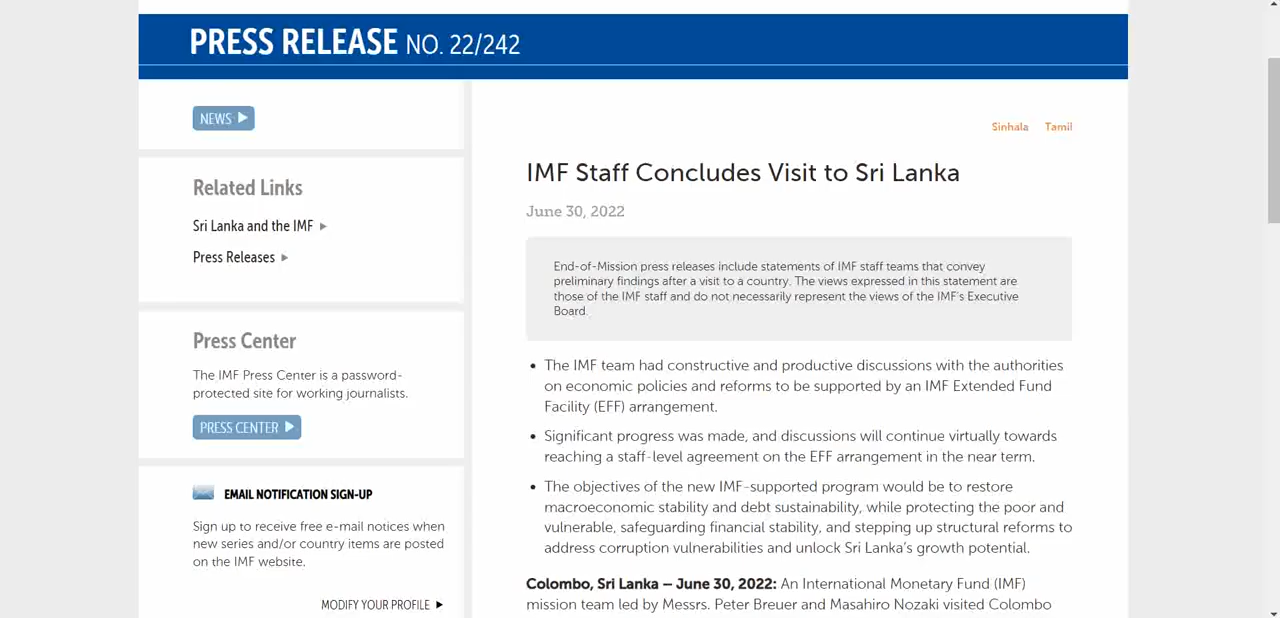 PRESS RELEASE NO. 22/242
NEWS
Related Links
Sri Lanka and the IMF
Press Releases
Press Center
The IMF Press Center is a password-
protected site for working journalists.
PRESS CENTER
EMAIL NOTIFICATION SIGN-UP
Sign up to receive free e-mail notices when
new series and/or country items are posted
on the IMF website.
MODIFY YOUR PROFILE
Sinhala Tamil
IMF Staff Concludes Visit to Sri Lanka
June 30, 2022
End-of-Mission press releases include statements of IMF staff teams that convey
preliminary findings after a visit to a country. The views expressed in this statement are
those of the IMF staff and do not necessarily represent the views of the IMF's Executive
Board.
• The IMF team had constructive and productive discussions with the authorities
on economic policies and reforms to be supported by an IMF Extended Fund
Facility (EFF) arrangement.
• Significant progress was made, and discussions will continue virtually towards
reaching a staff-level agreement on the EFF arrangement in the near term.
• The objectives of the new IMF-supported program would be to restore
macroeconomic stability and debt sustainability, while protecting the poor and
vulnerable, safeguarding financial stability, and stepping up structural reforms to
address corruption vulnerabilities and unlock Sri Lanka's growth potential.
Colombo, Sri Lanka – June 30, 2022: An International Monetary Fund (IMF)
mission team led by Messrs. Peter Breuer and Masahiro Nozaki visited Colombo